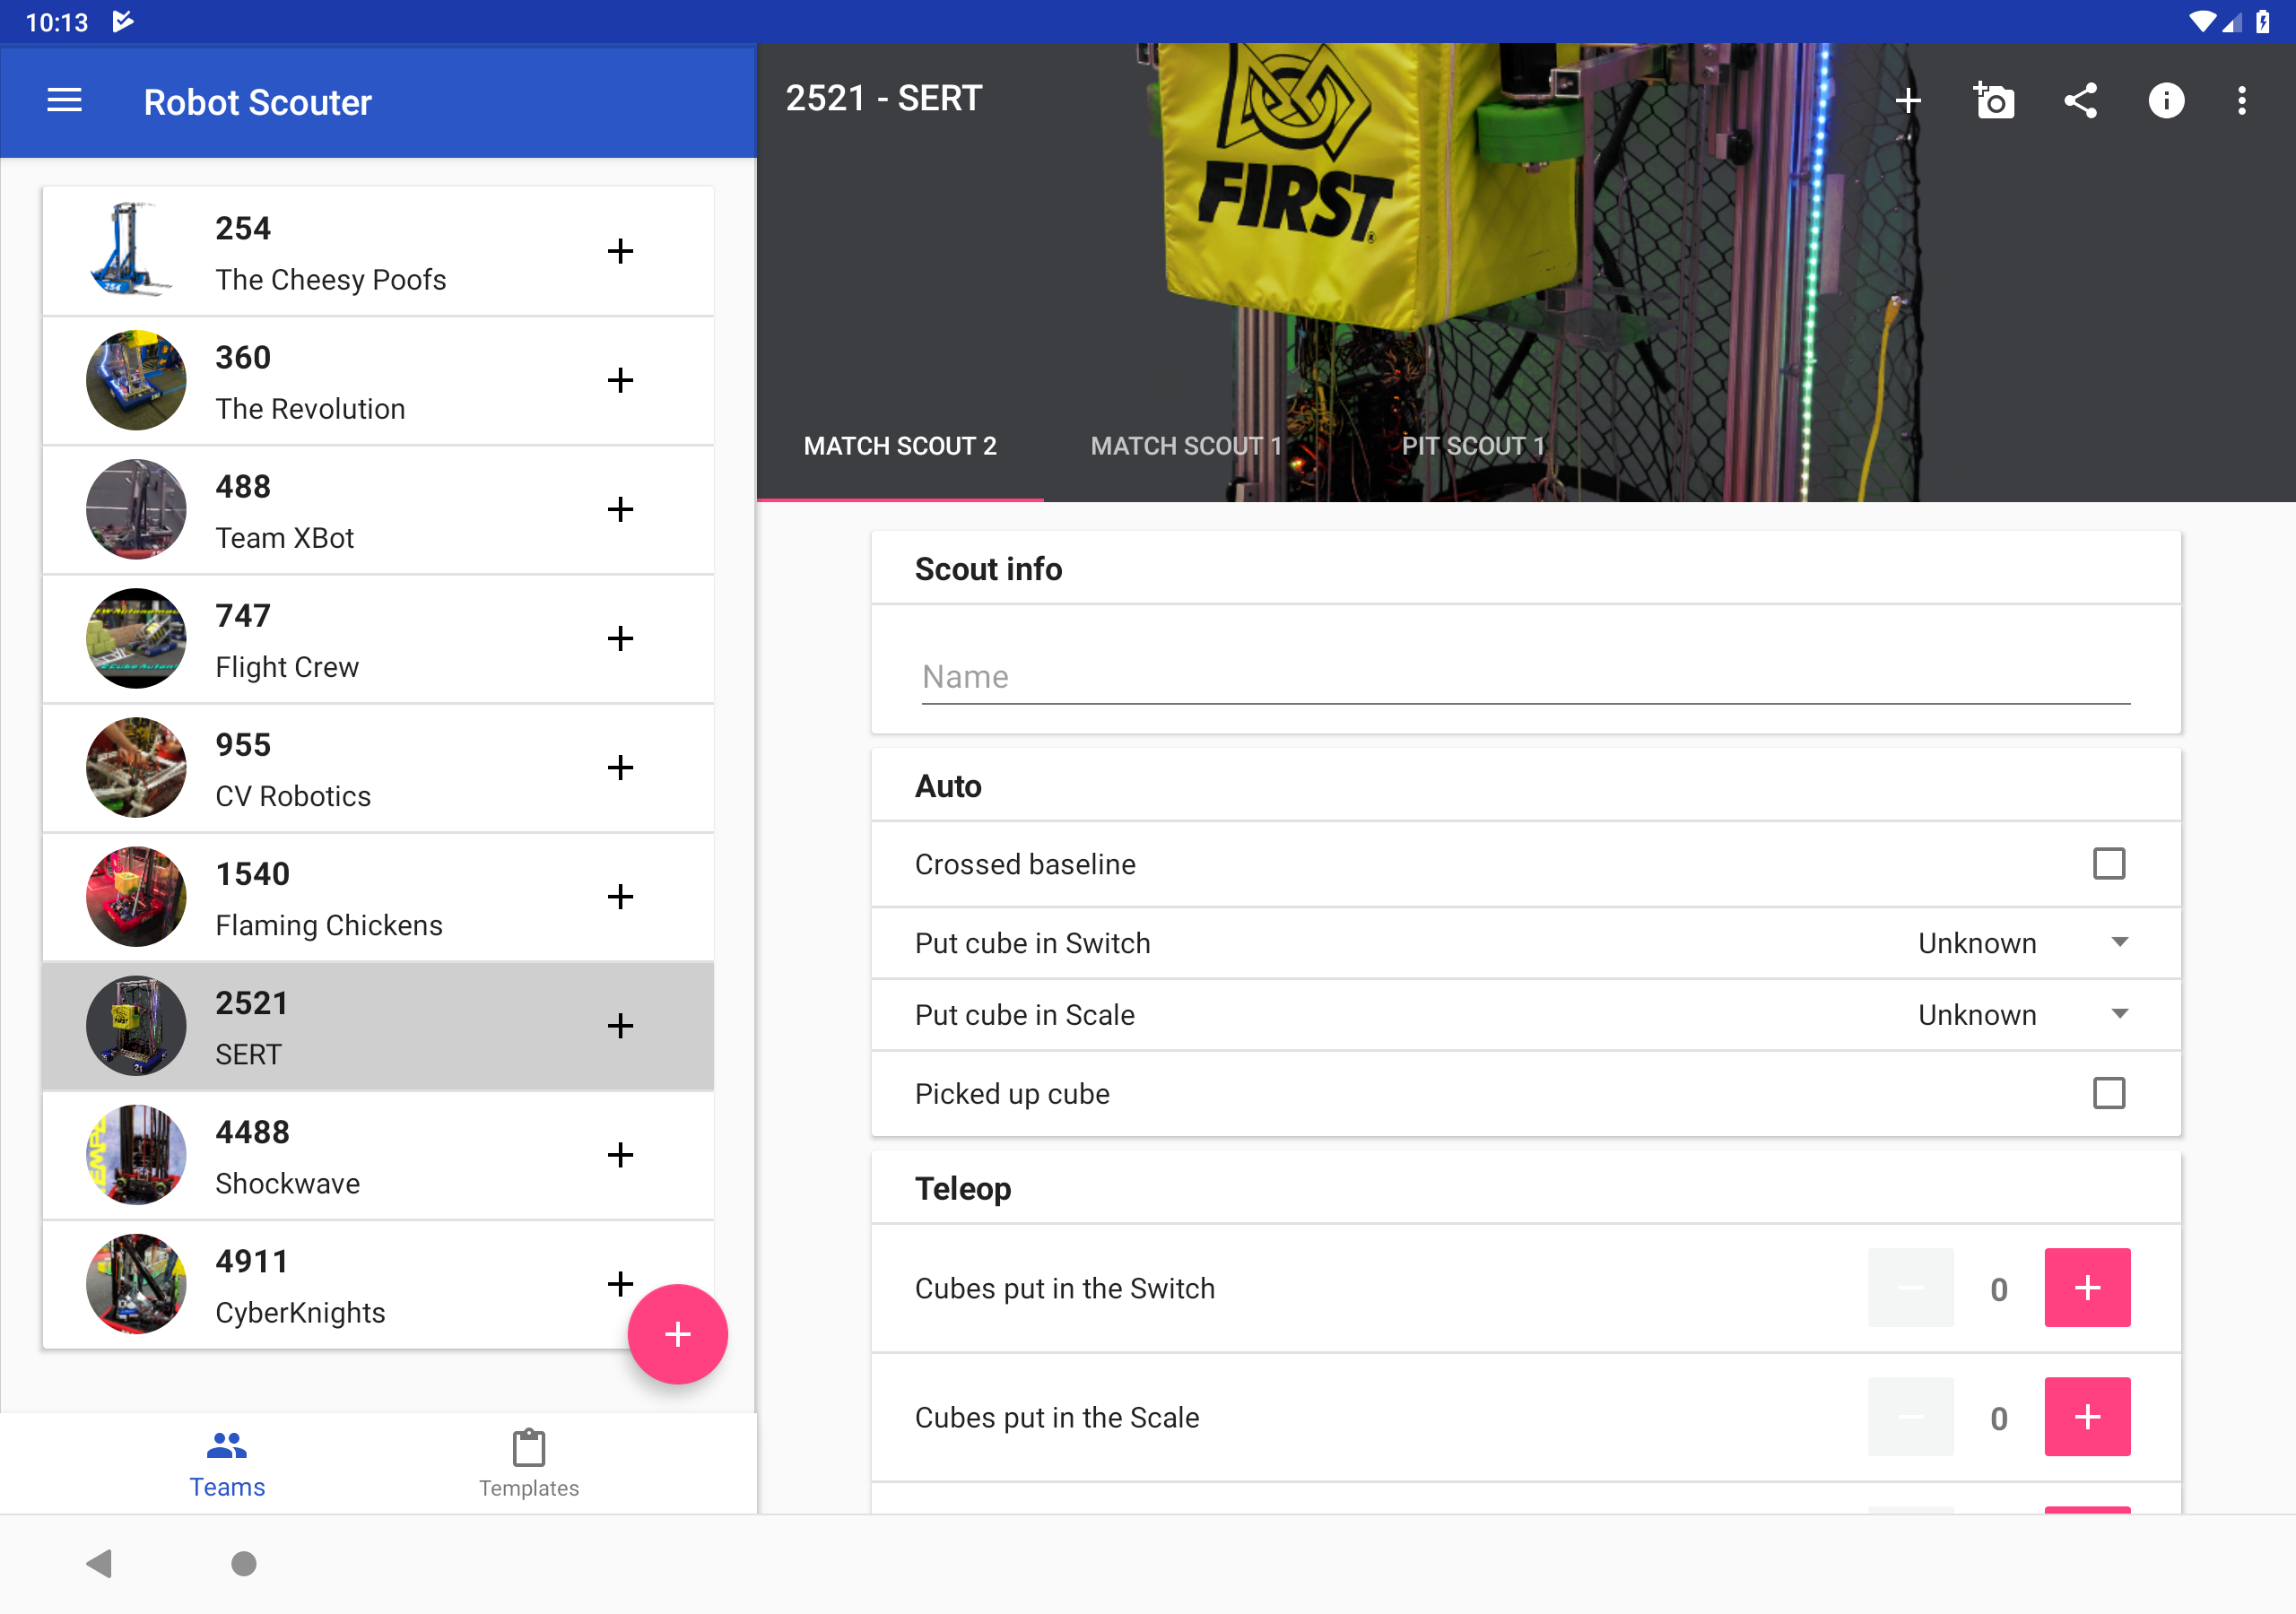 10:13
Robot Scouter
254
The Cheesy Poofs
360
The Revolution
488
Team XBot
747
Flight Crew
955
CV Robotics
1540
Flaming Chickens
2521
SERT
4488
Shockwave
4911
CyberKnights
Teams
Templates
2521 - SERT
FIRST
MATCH SCOUT 2
MATCH SCOUT 1
PIT SCOUT 1
Scout info
Name
Auto
Crossed baseline
Put cube in Switch Unknown
Put cube in Scale Unknown
Picked up cube
Teleop
Cubes put in the Switch 0
Cubes put in the Scale 0